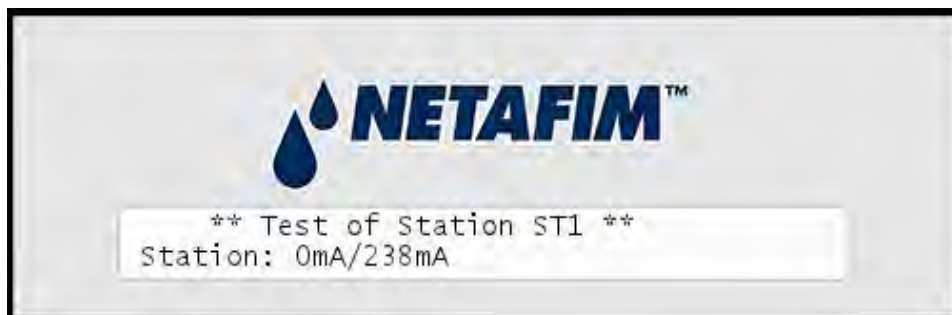 NETAFIM™
** Test of Station ST1 **
Station: 0mA/238mA